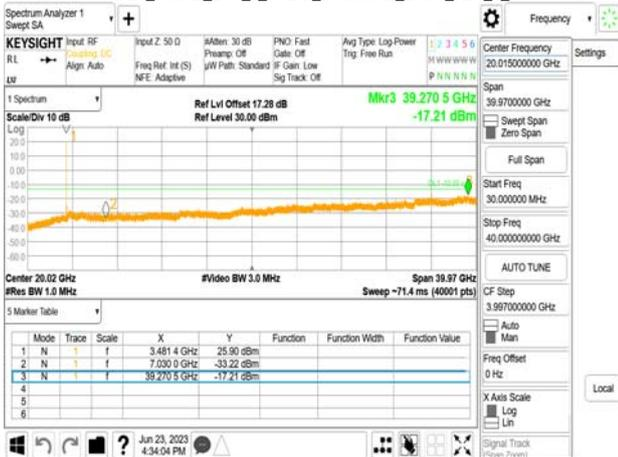 Spectrum Analyzer 1
Swept SA
+
Frequency
KEYSIGHT
RL
Input: RF
Coupling: DC
Align: Auto
Input Z: 50 Ω
Freq Ref: Int (S)
NFE: Adaptive
#Atten: 30 dB
Preamp: Off
µW Path: Standard
PNO: Fast
Gate: Off
IF Gain: Low
Sig Track: Off
Avg Type: Log-Power
Trig: Free Run
1 2 3 4 5 6
M W W W W W
P N N N N N
1 Spectrum
Scale/Div 10 dB
Log
Ref Lvl Offset 17.28 dB
Ref Level 30.00 dBm
Mkr3 39.270 5 GHz
-17.21 dBm
20.0
10.0
0.00
-10.0
-20.0
-30.0
-40.0
-50.0
-60.0
1
2
Center 20.02 GHz
#Res BW 1.0 MHz
#Video BW 3.0 MHz
Span 39.97 GHz
Sweep ~71.4 ms (40001 pts)
5 Marker Table
Mode Trace Scale X Y Function Function Width Function Value
1 N 1 f 3.481 4 GHz 25.90 dBm
2 N 1 f 7.030 0 GHz -33.22 dBm
3 N 1 f 39.270 5 GHz -17.21 dBm
4
5
6
Jun 23, 2023
4:34:04 PM
Center Frequency
20.015000000 GHz
Span
39.9700000 GHz
Swept Span
Zero Span
Full Span
Start Freq
30.000000 MHz
Stop Freq
40.000000000 GHz
AUTO TUNE
CF Step
3.997000000 GHz
Auto
Man
Freq Offset
0 Hz
X Axis Scale
Log
Lin
Signal Track
(Span Zoom)
Settings
Local